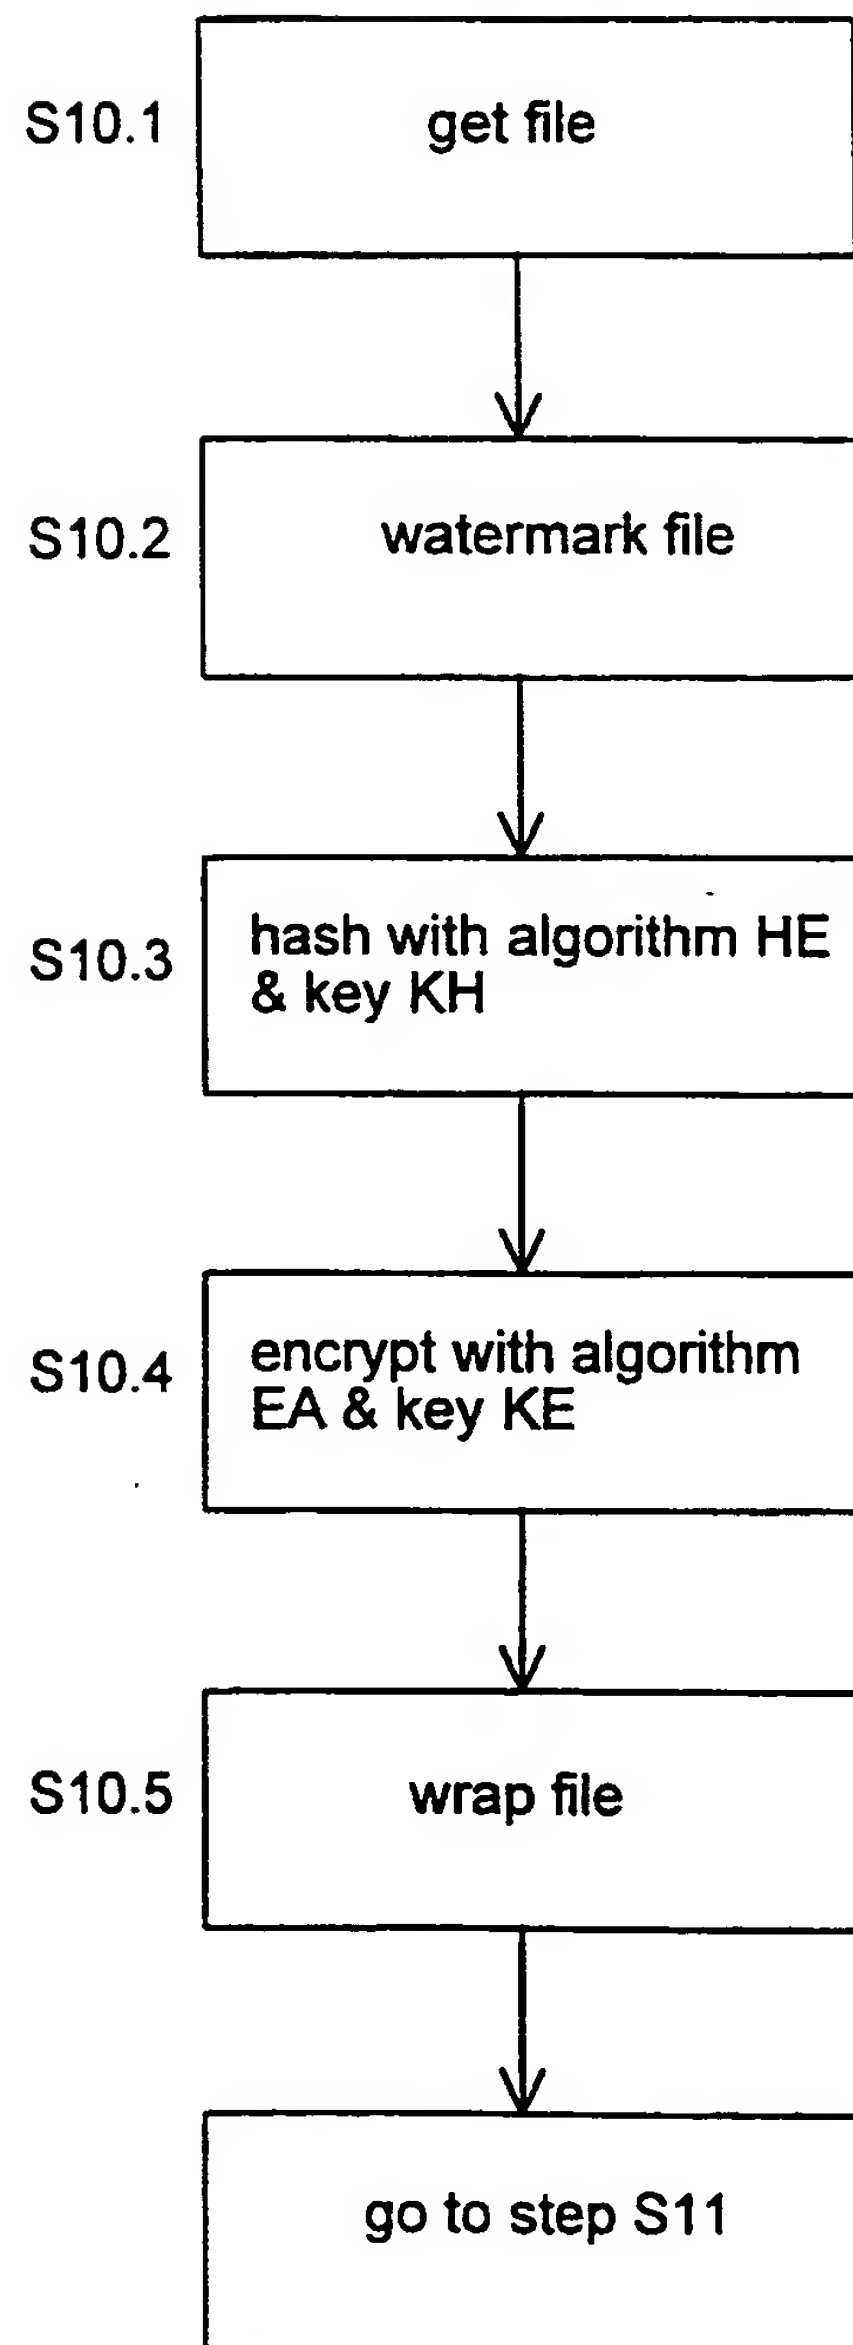 S10.1
get file
S10.2
watermark file
S10.3
hash with algorithm HE
& key KH
S10.4
encrypt with algorithm
EA & key KE
S10.5
wrap file
go to step S11